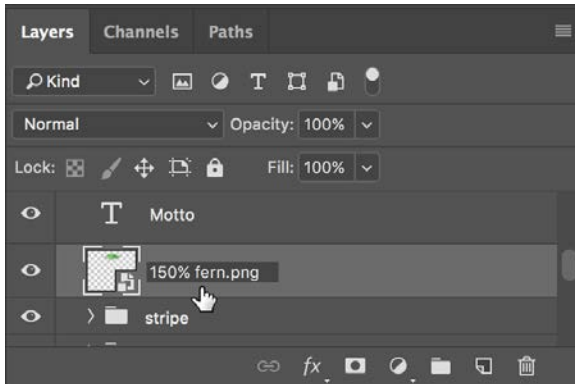 Layers Channels Paths
Kind T
Normal Opacity: 100%
Lock: Fill: 100%
T Motto
150% fern.png
stripe
fx